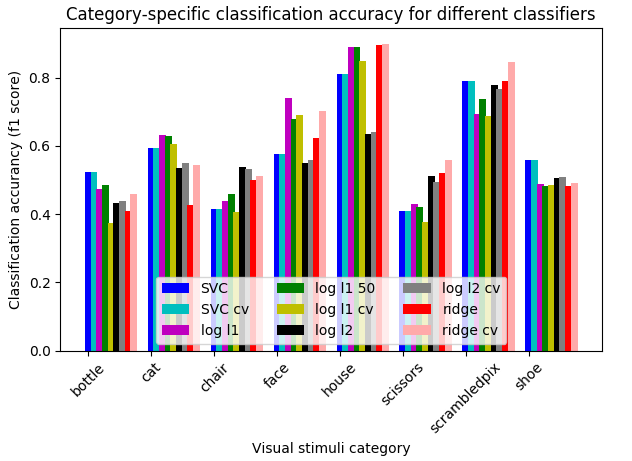 Category-specific classification accuracy for different classifiers
Classification accurancy (f1 score)
0.8
0.6
0.4
0.2
0.0
SVC
SVC cv
log l1
log l1 50
log l1 cv
log l2
log l2 cv
ridge
ridge cv
bottle
cat
chair
face
house
scissors
scrambledpix
shoe
Visual stimuli category